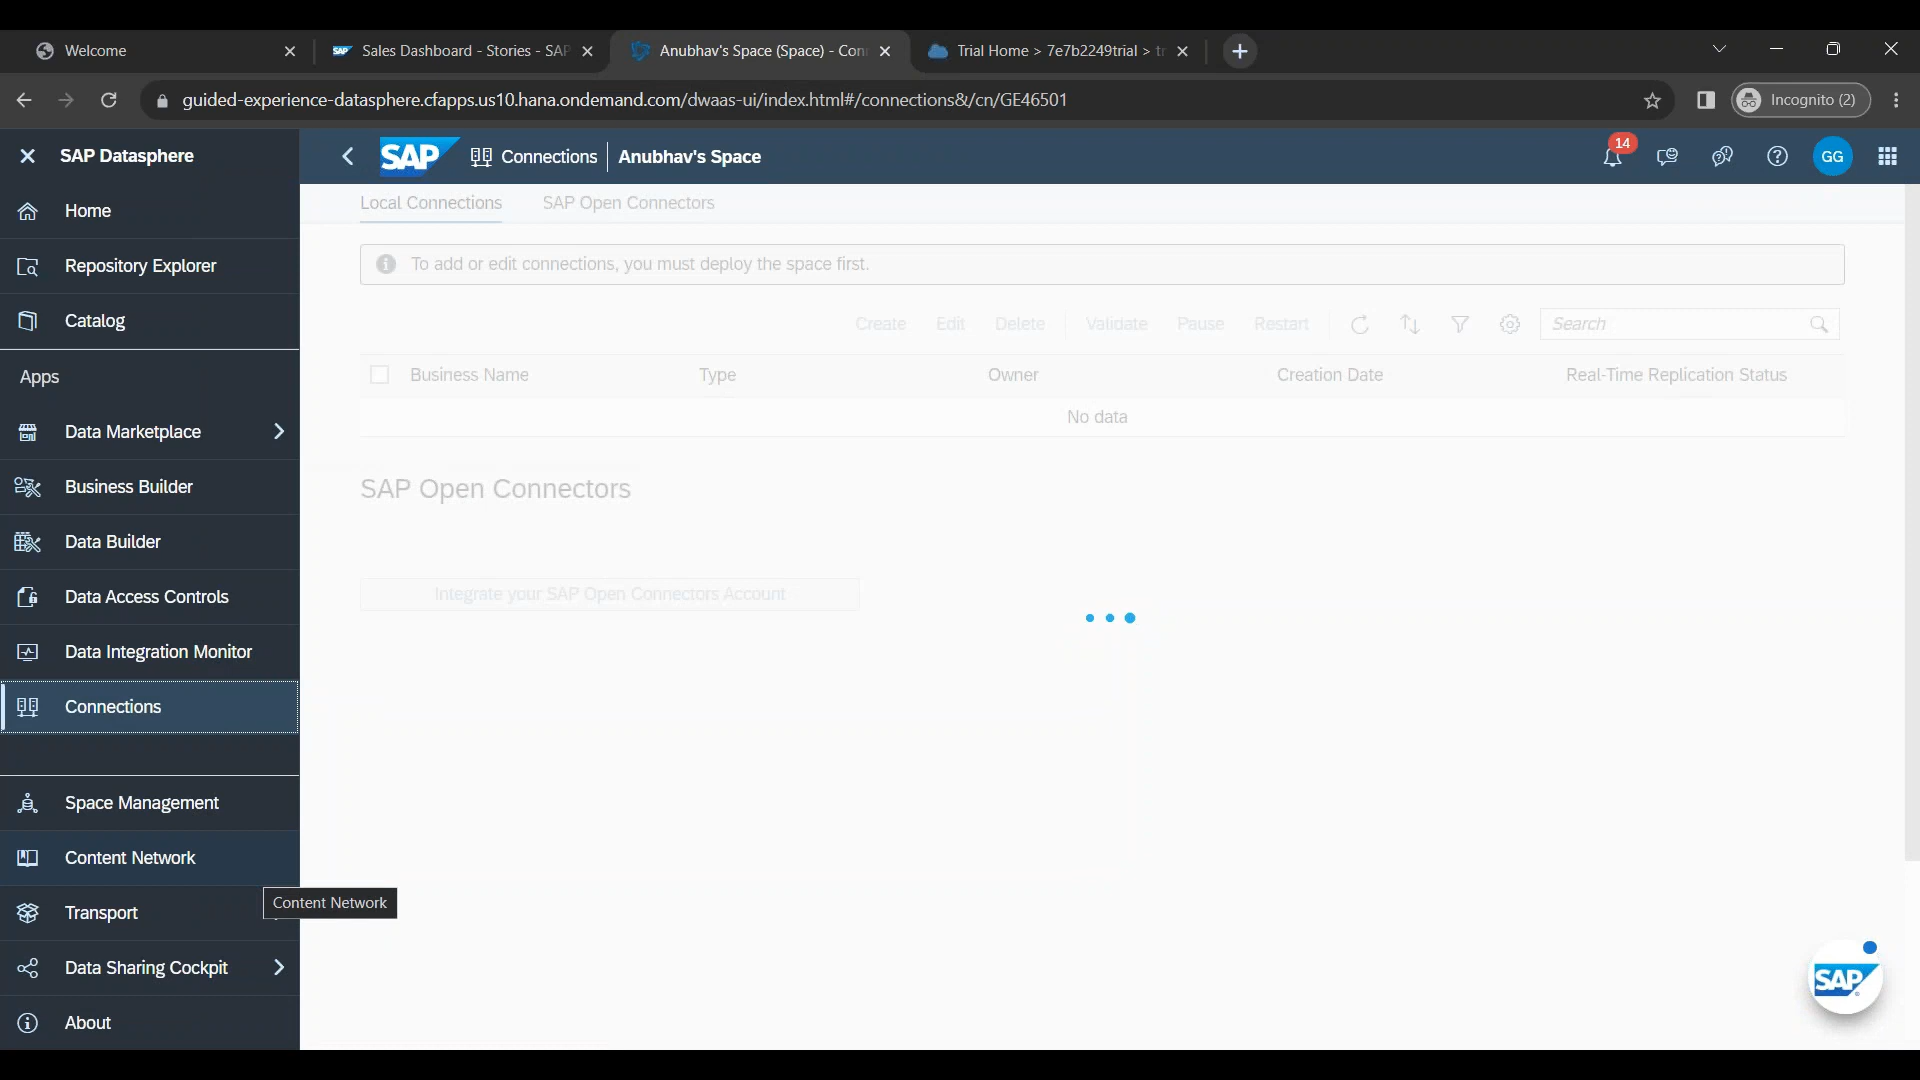 Welcome
Sales Dashboard - Stories - SAP
Anubhav's Space (Space) - Con
Trial Home > 7e7b2249trial > tr
guided-experience-datasphere.cfapps.us10.hana.ondemand.com/dwaas-ui/index.html#/connections&/cn/GE46501
Incognito (2)
SAP Datasphere
SAP
Connections
Anubhav's Space
14
GG
Home
Repository Explorer
Catalog
Apps
Data Marketplace
Business Builder
Data Builder
Data Access Controls
Data Integration Monitor
Connections
Space Management
Content Network
Transport
Content Network
Data Sharing Cockpit
About
Local Connections
SAP Open Connectors
To add or edit connections, you must deploy the space first.
Create
Edit
Delete
Validate
Pause
Restart
Search
Business Name
Type
Owner
Creation Date
Real-Time Replication Status
No data
SAP Open Connectors
Integrate your SAP Open Connectors Account
SAP